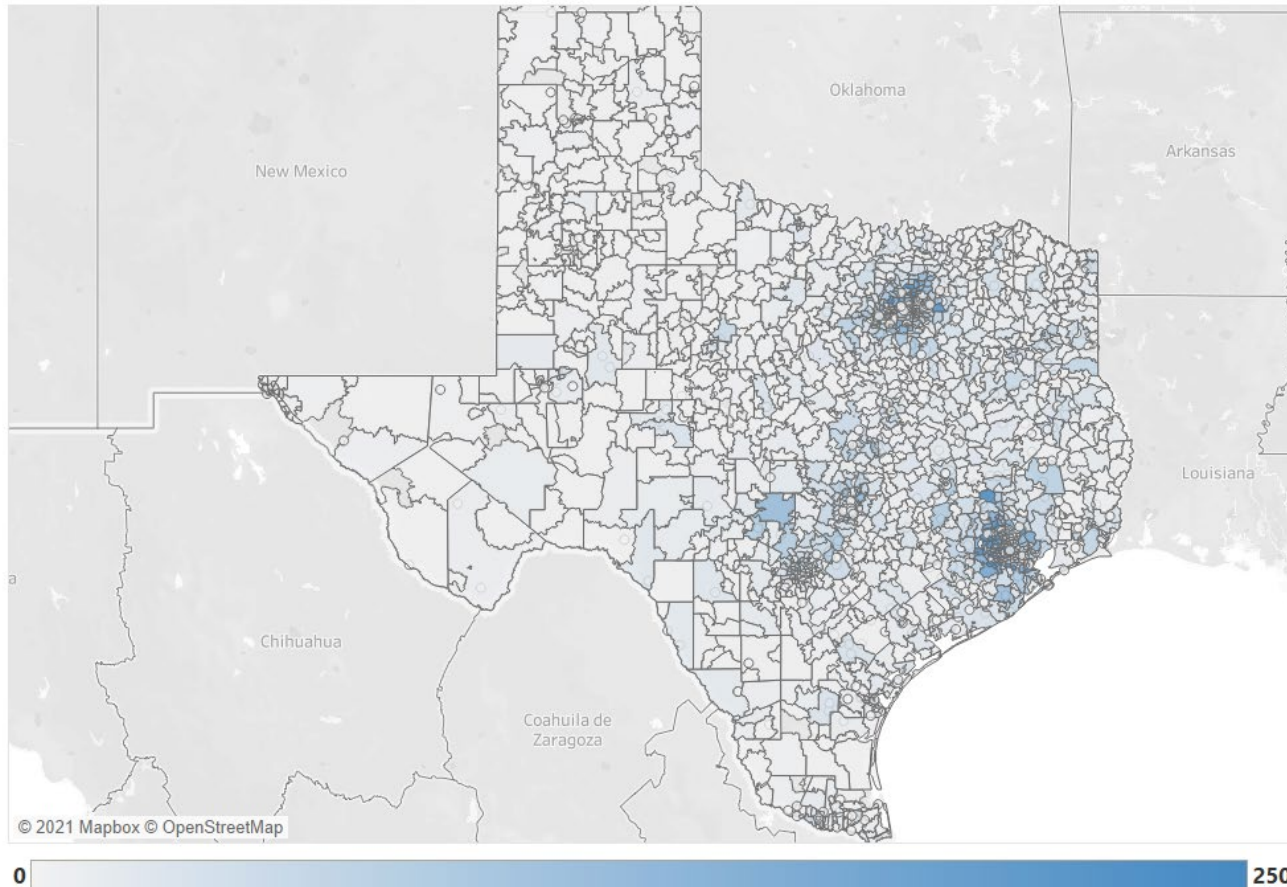 Oklahoma
Arkansas
New Mexico
Louisiana
a
Chihuahua
Coahuila de
Zaragoza
© 2021 Mapbox © OpenStreetMap
0
250